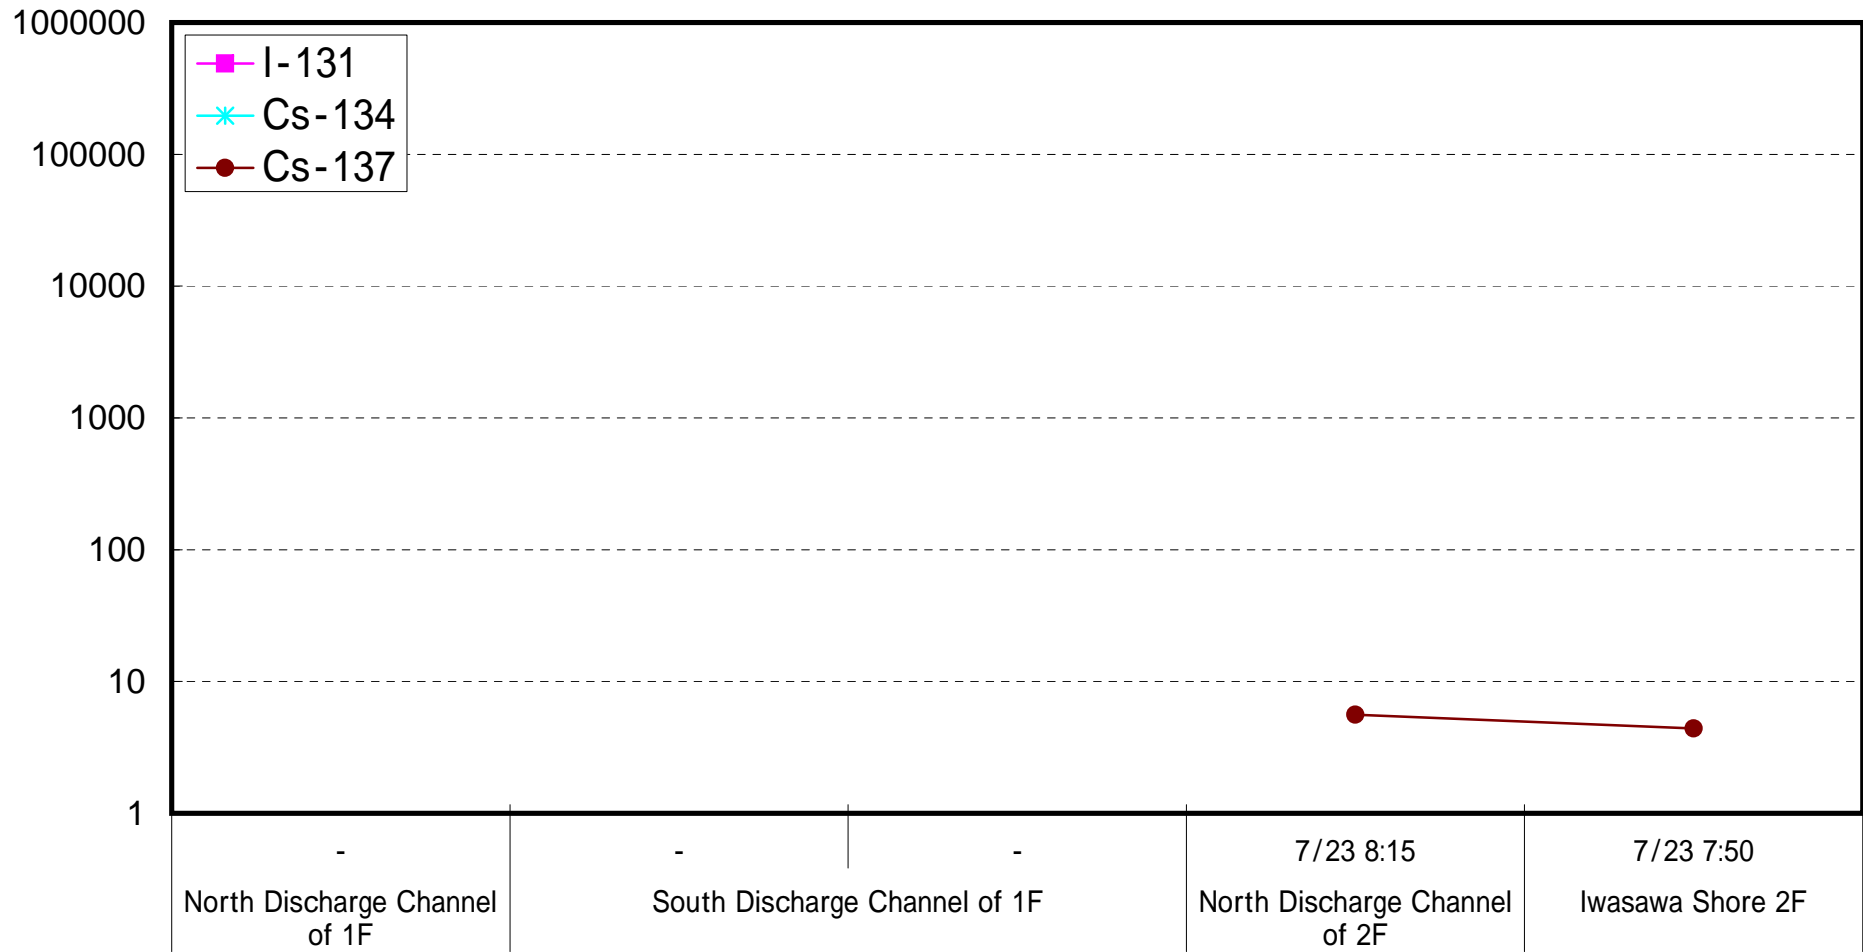 1000000
I-131
Cs-134
Cs-137
100000
10000
1000
100
10
1
- - - 7/23 8:15 7/23 7:50
North Discharge Channel
of 1F
South Discharge Channel of 1F
North Discharge Channel
of 2F
Iwasawa Shore 2F